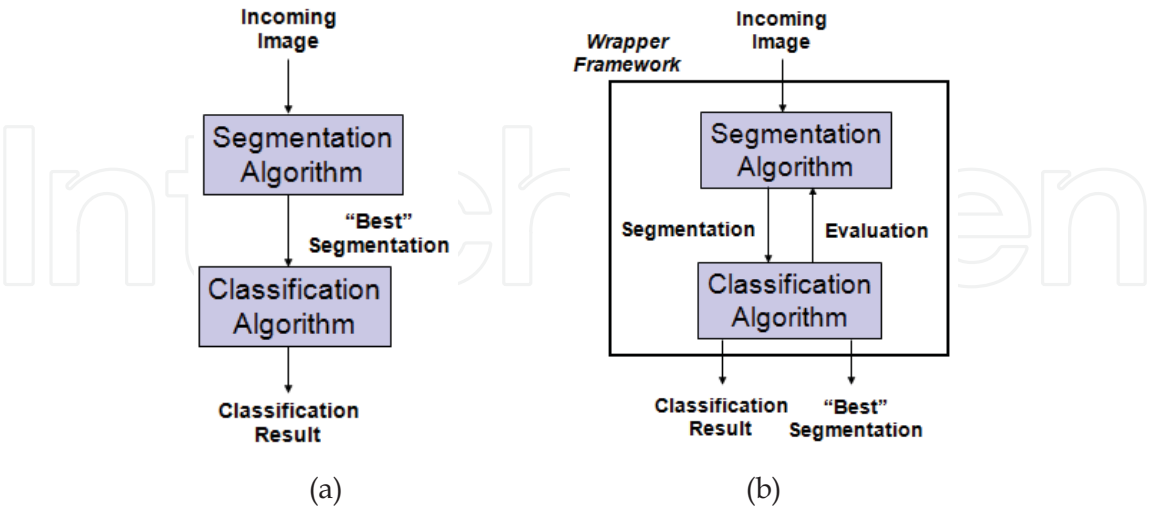 Incoming
Image
Segmentation
Algorithm
“Best”
Segmentation
Classification
Algorithm
Classification
Result
(a)
Wrapper
Framework
Incoming
Image
Segmentation
Algorithm
Segmentation
Evaluation
Classification
Algorithm
Classification
Result
“Best”
Segmentation
(b)